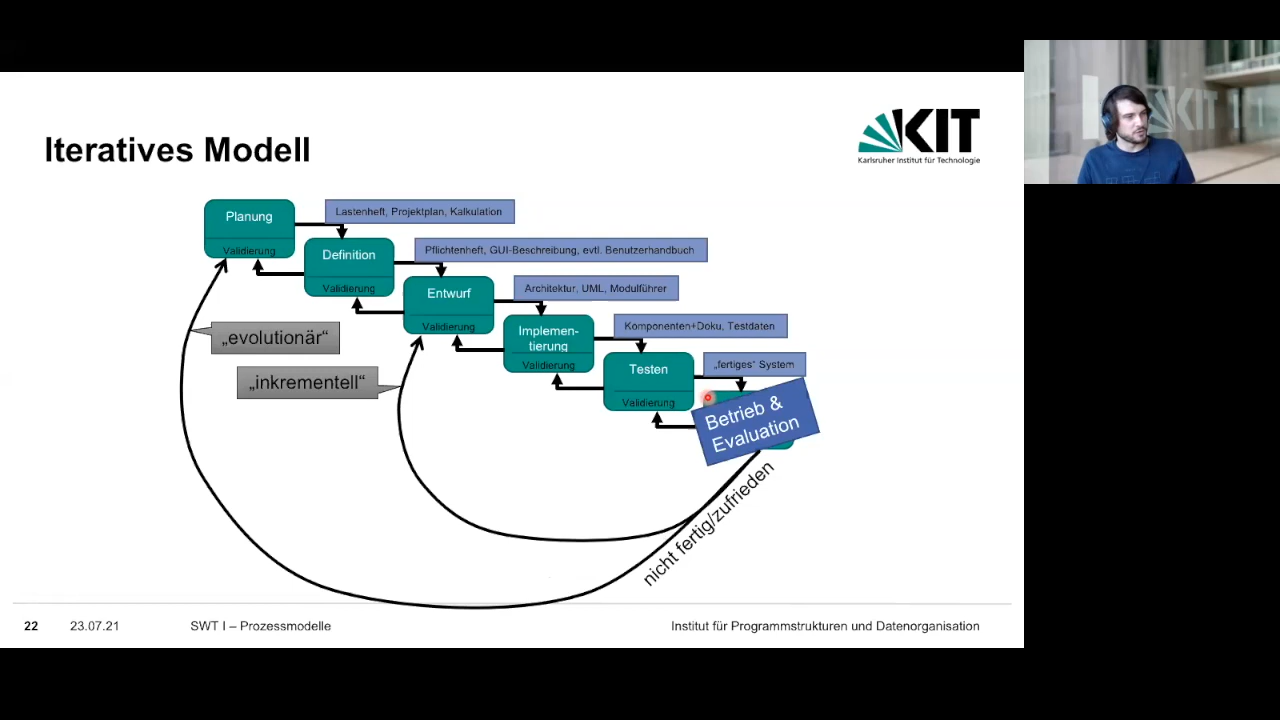 Iteratives Modell
KIT
Karlsruher Institut für Technologie
KIT
Planung
Validierung
Lastenheft, Projektplan, Kalkulation
Definition
Validierung
Pflichtenheft, GUI-Beschreibung, evtl. Benutzerhandbuch
Entwurf
Validierung
Architektur, UML, Modulführer
Implemen-
tierung
Validierung
Komponenten+Doku, Testdaten
Testen
Validierung
„fertiges“ System
Betrieb &
Evaluation
„evolutionär“
„inkrementell“
nicht fertig/zufrieden
22
23.07.21
SWT I – Prozessmodelle
Institut für Programmstrukturen und Datenorganisation